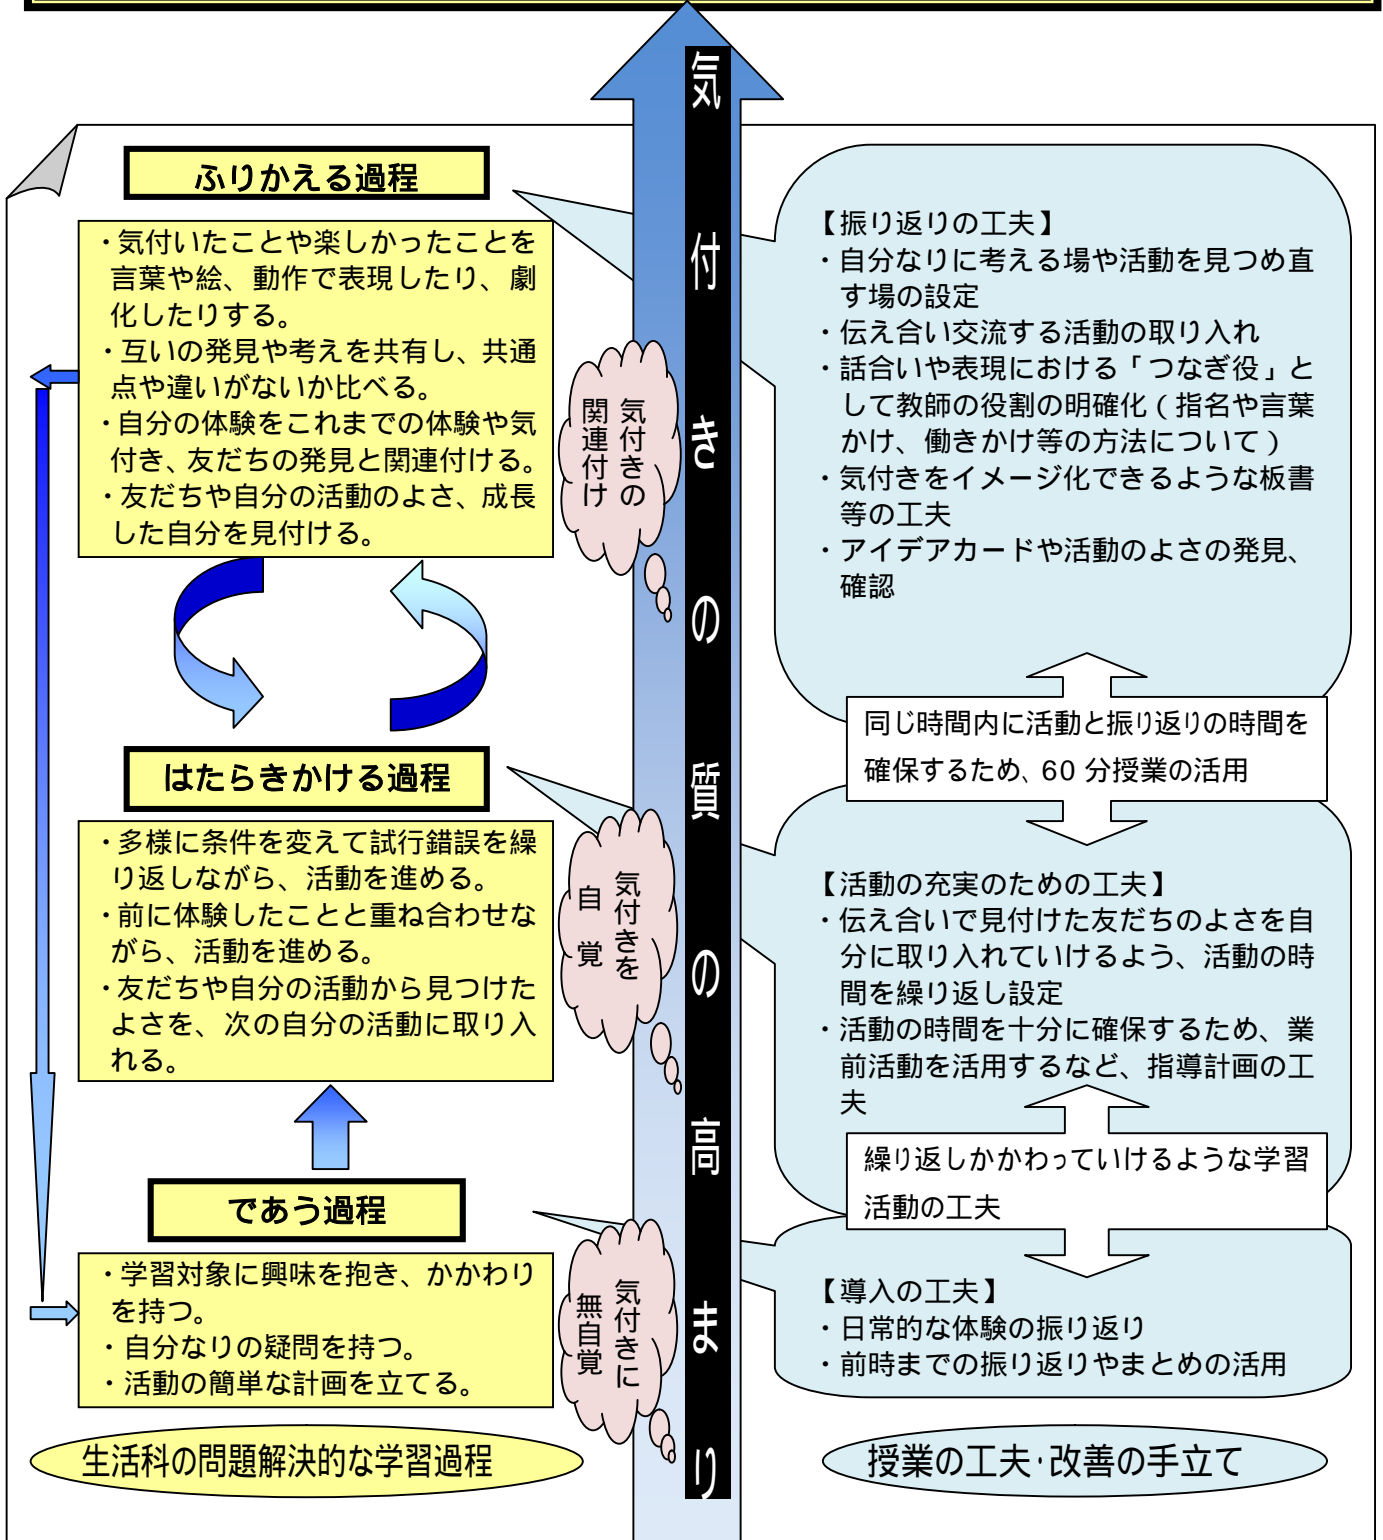 気付きの質の高まり
ふりかえる過程
・気付いたことや楽しかったことを
言葉や絵、動作で表現したり、劇
化したりする。
・互いの発見や考えを共有し、共通
点や違いがないか比べる。
・自分の体験をこれまでの体験や気
付き、友だちの発見と関連付ける。
・友だちや自分の活動のよさ、成長
した自分を見付ける。
気付きの
関連付け
【振り返りの工夫】
・自分なりに考える場や活動を見つめ直
す場の設定
・伝え合い交流する活動の取り入れ
・話合いや表現における「つなぎ役」と
して教師の役割の明確化（指名や言葉
かけ、働きかけ等の方法について）
・気付きをイメージ化できるような板書
等の工夫
・アイデアカードや活動のよさの発見、
確認
同じ時間内に活動と振り返りの時間を
確保するため、60 分授業の活用
はたらきかける過程
・多様に条件を変えて試行錯誤を繰
り返しながら、活動を進める。
・前に体験したことと重ね合わせな
がら、活動を進める。
・友だちや自分の活動から見つけた
よさを、次の自分の活動に取り入
れる。
気付きを
自覚
【活動の充実のための工夫】
・伝え合いで見付けた友だちのよさを自
分に取り入れていけるよう、活動の時
間を繰り返し設定
・活動の時間を十分に確保するため、業
前活動を活用するなど、指導計画の工
夫
繰り返しかかわっていけるような学習
活動の工夫
であう過程
・学習対象に興味を抱き、かかわり
を持つ。
・自分なりの疑問を持つ。
・活動の簡単な計画を立てる。
気付きに
無自覚
【導入の工夫】
・日常的な体験の振り返り
・前時までの振り返りやまとめの活用
生活科の問題解決的な学習過程
授業の工夫・改善の手立て